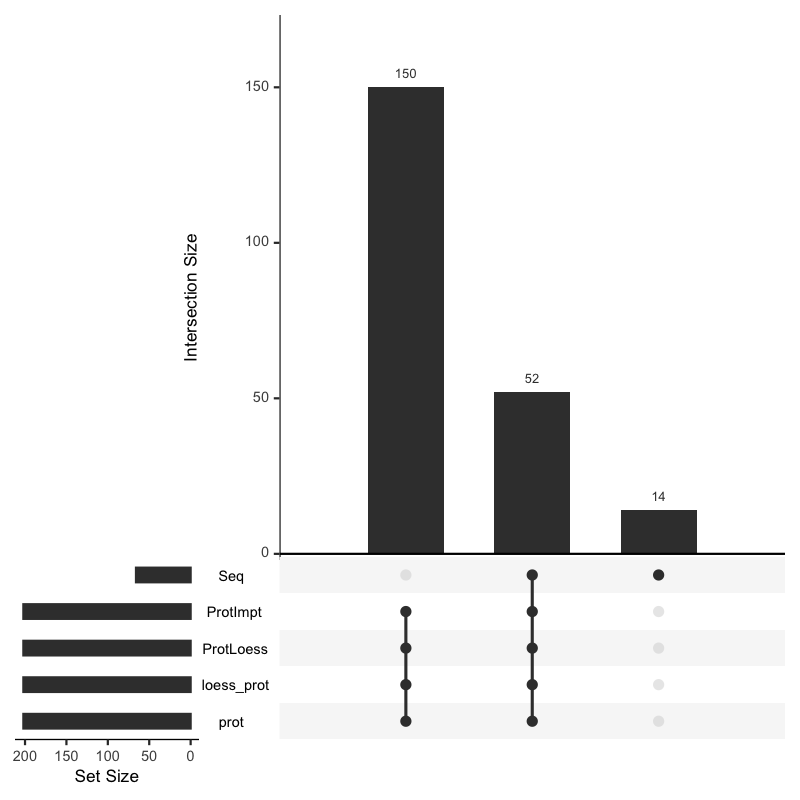 150
150
100
Intersection Size
52
50
14
0
Seq
ProtImpt
ProtLoess
loess_prot
prot
200 150 100 50 0
Set Size